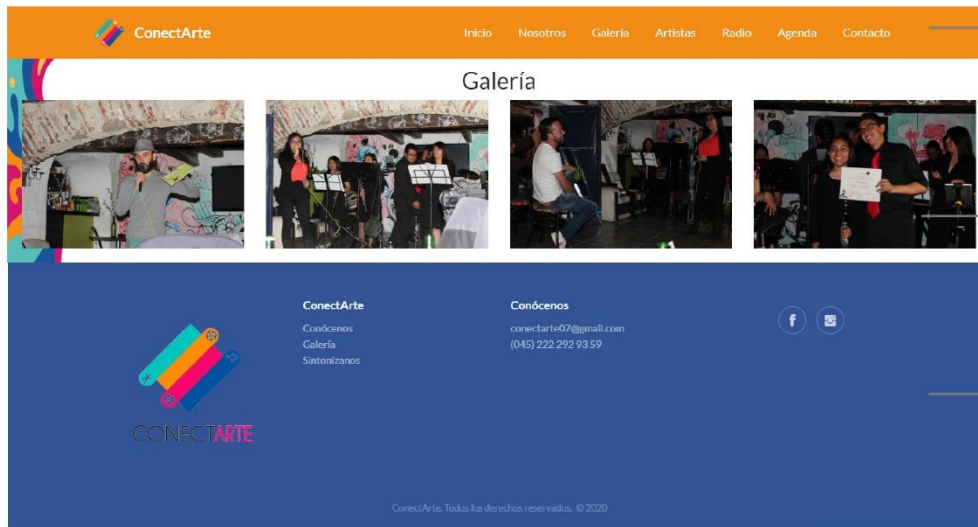 ConectArte
Inicio Nosotros Galería Artistas Radio Agenda Contacto
Galería
ConectArte
Conócenos
Galería
Sintonízanos
Conócenos
conectarte07@gmail.com
(045) 222 292 93 59
CONECTARTE
ConectArte. Todos los derechos reservados. © 2020